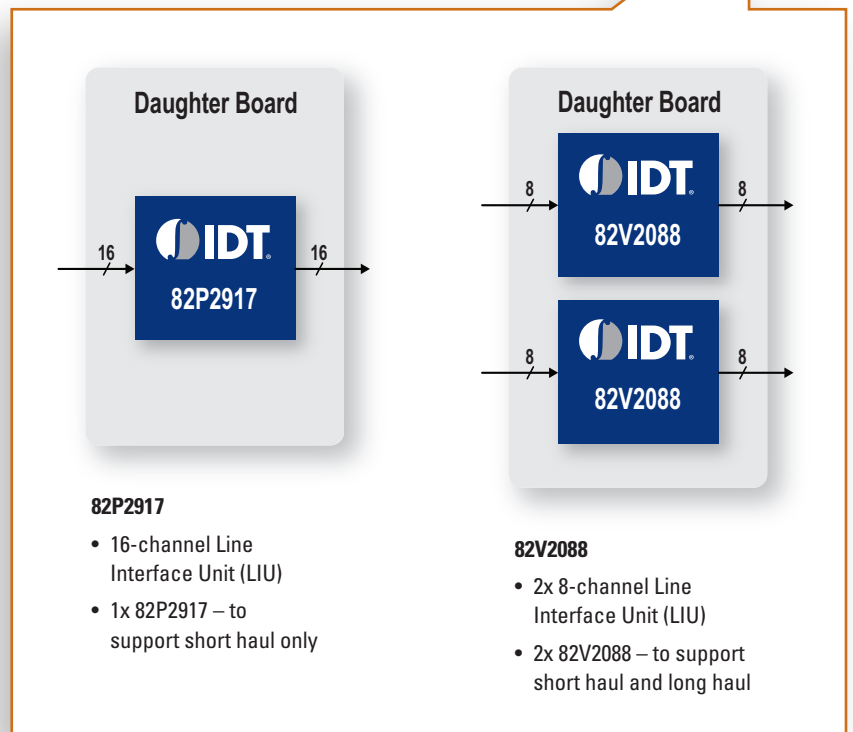 Daughter Board
16
IDT®
82P2917
16
82P2917
• 16-channel Line
Interface Unit (LIU)
• 1x 82P2917 – to
support short haul only
Daughter Board
8
IDT®
82V2088
8
8
IDT®
82V2088
8
82V2088
• 2x 8-channel Line
Interface Unit (LIU)
• 2x 82V2088 – to support
short haul and long haul